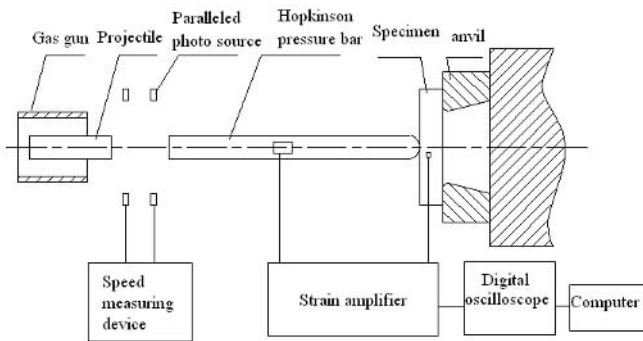 Gas gun
Projectile
Paralleled
photo source
Hopkinson
pressure bar
Specimen
anvil
Speed
measuring
device
Strain amplifier
Digital
oscilloscope
Computer